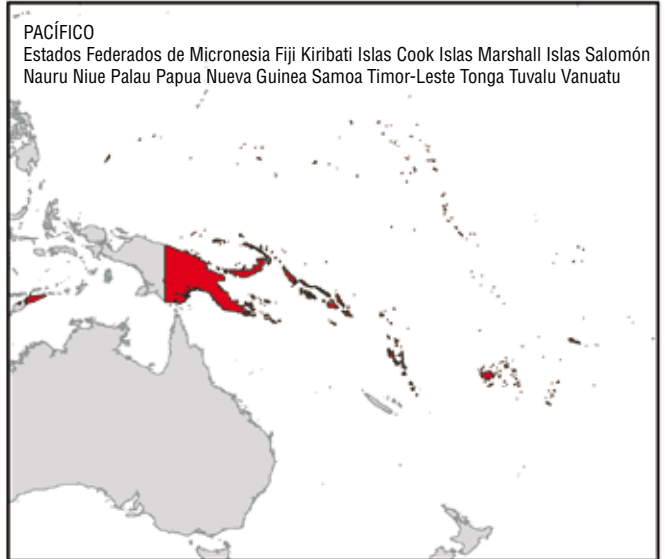 PACÍFICO
Estados Federados de Micronesia Fiji Kiribati Islas Cook Islas Marshall Islas Salomón
Nauru Niue Palau Papua Nueva Guinea Samoa Timor-Leste Tonga Tuvalu Vanuatu